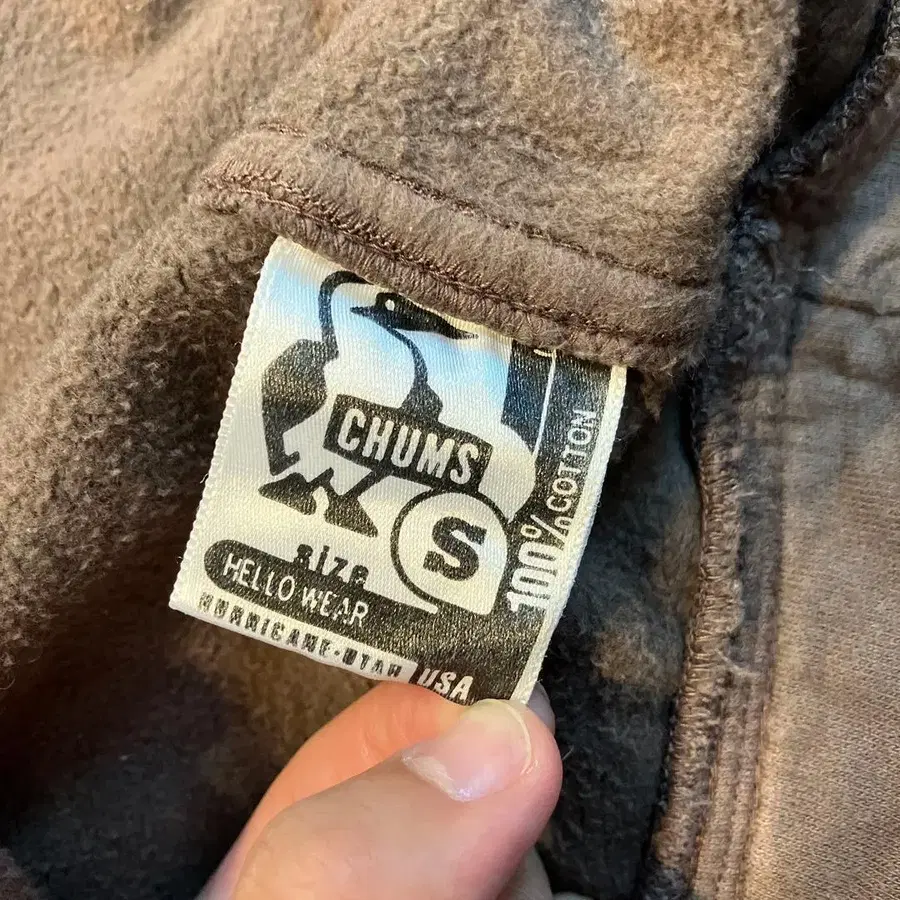 CHUMS
size S
HELLO WEAR
HURRICANE・UTAH USA
100% COTTON